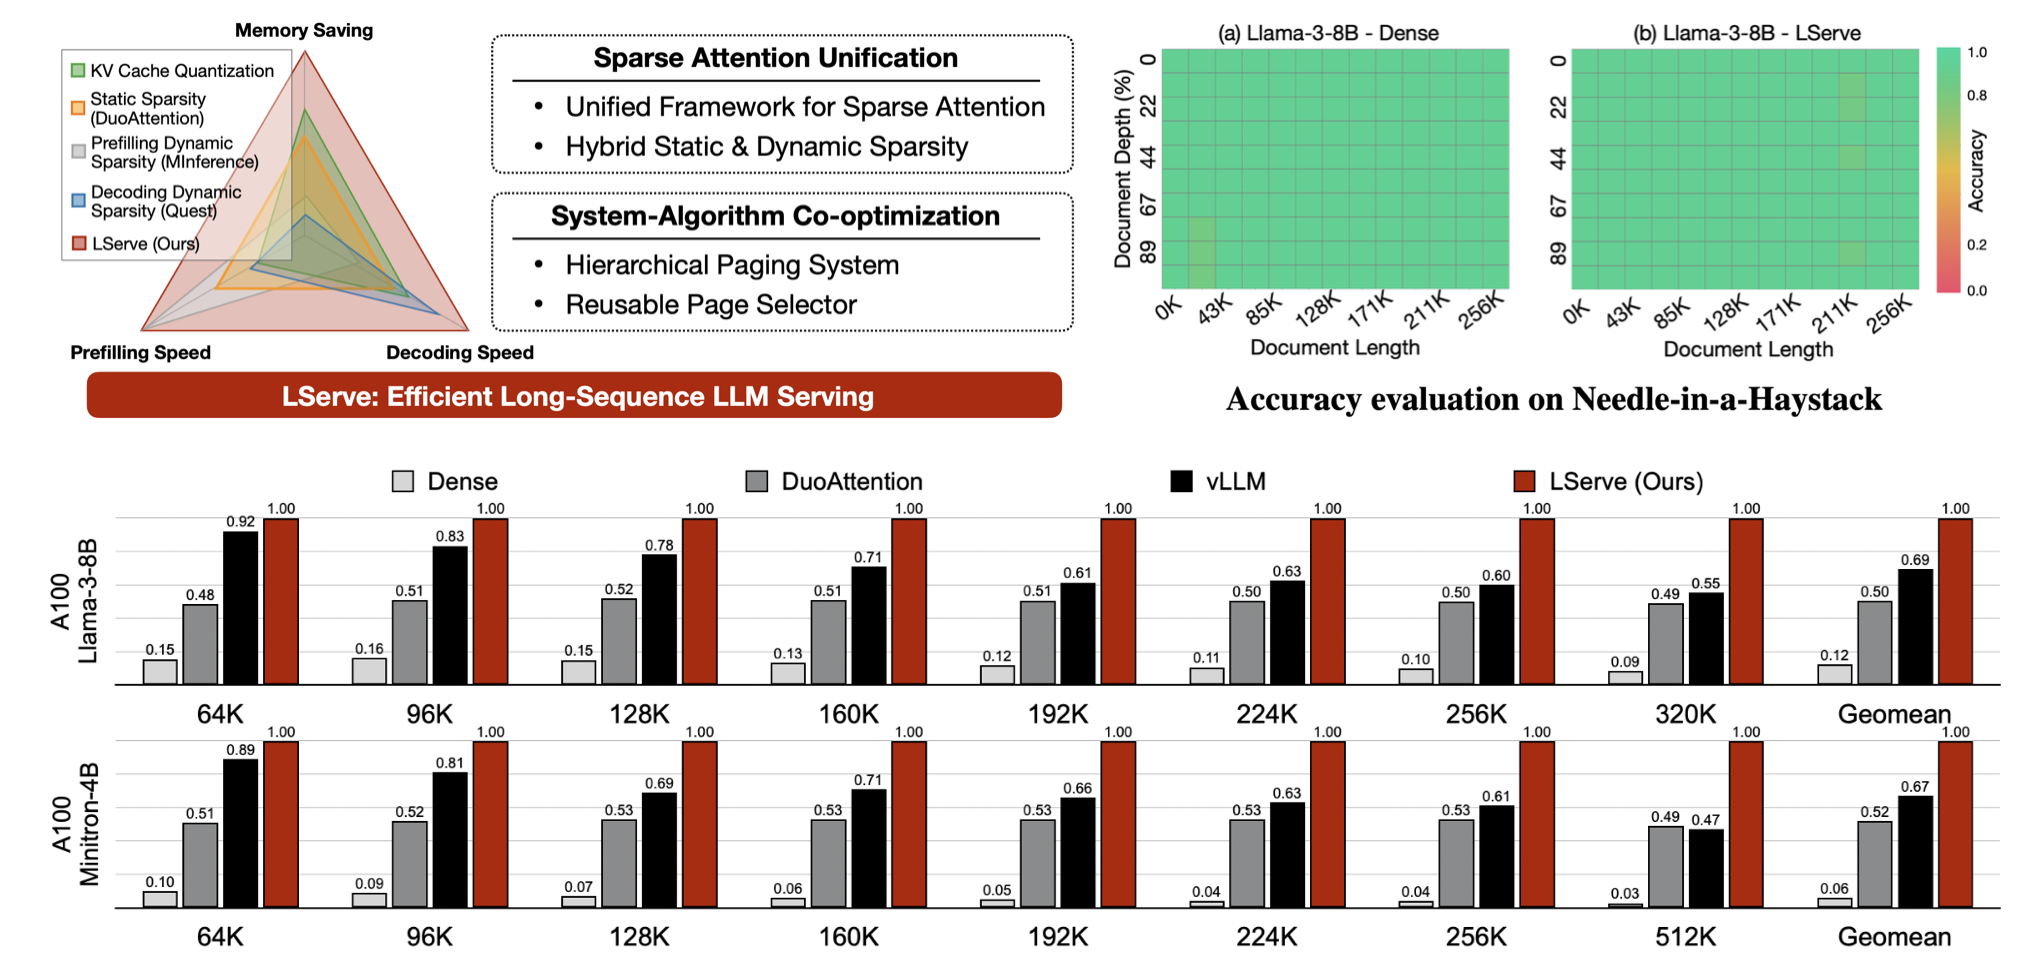 Memory Saving
KV Cache Quantization
Static Sparsity
(DuoAttention)
Prefilling Dynamic
Sparsity (MInference)
Decoding Dynamic
Sparsity (Quest)
LServe (Ours)
Prefilling Speed
Decoding Speed
Sparse Attention Unification
• Unified Framework for Sparse Attention
• Hybrid Static & Dynamic Sparsity
System-Algorithm Co-optimization
• Hierarchical Paging System
• Reusable Page Selector
LServe: Efficient Long-Sequence LLM Serving
(a) Llama-3-8B - Dense
Document Depth (%)
0
22
44
67
89
0K 43K 85K 128K 171K 211K 256K
Document Length
(b) Llama-3-8B - LServe
0
22
44
67
89
0K 43K 85K 128K 171K 211K 256K
Document Length
1.0
0.8
Accuracy
0.2
0.0
Accuracy evaluation on Needle-in-a-Haystack
Dense DuoAttention vLLM LServe (Ours)
A100
Llama-3-8B
0.15 0.48 0.92 1.00
0.16 0.51 0.83 1.00
0.15 0.52 0.78 1.00
0.13 0.51 0.71 1.00
0.12 0.51 0.61 1.00
0.11 0.50 0.63 1.00
0.10 0.50 0.60 1.00
0.09 0.49 0.55 1.00
0.12 0.50 0.69 1.00
64K 96K 128K 160K 192K 224K 256K 320K Geomean
A100
Minitron-4B
0.10 0.51 0.89 1.00
0.09 0.52 0.81 1.00
0.07 0.53 0.69 1.00
0.06 0.53 0.71 1.00
0.05 0.53 0.66 1.00
0.04 0.53 0.63 1.00
0.04 0.53 0.61 1.00
0.03 0.49 0.47 1.00
0.06 0.52 0.67 1.00
64K 96K 128K 160K 192K 224K 256K 512K Geomean